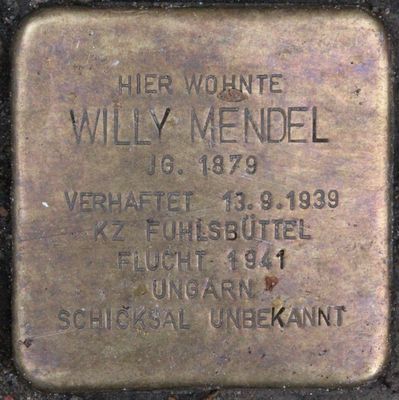 HIER WOHNTE
WILLY MENDEL
JG. 1879
VERHAFTET 13.9.1939
KZ FUHLSBÜTTEL
FLUCHT 1941
UNGARN
SCHICKSAL UNBEKANNT